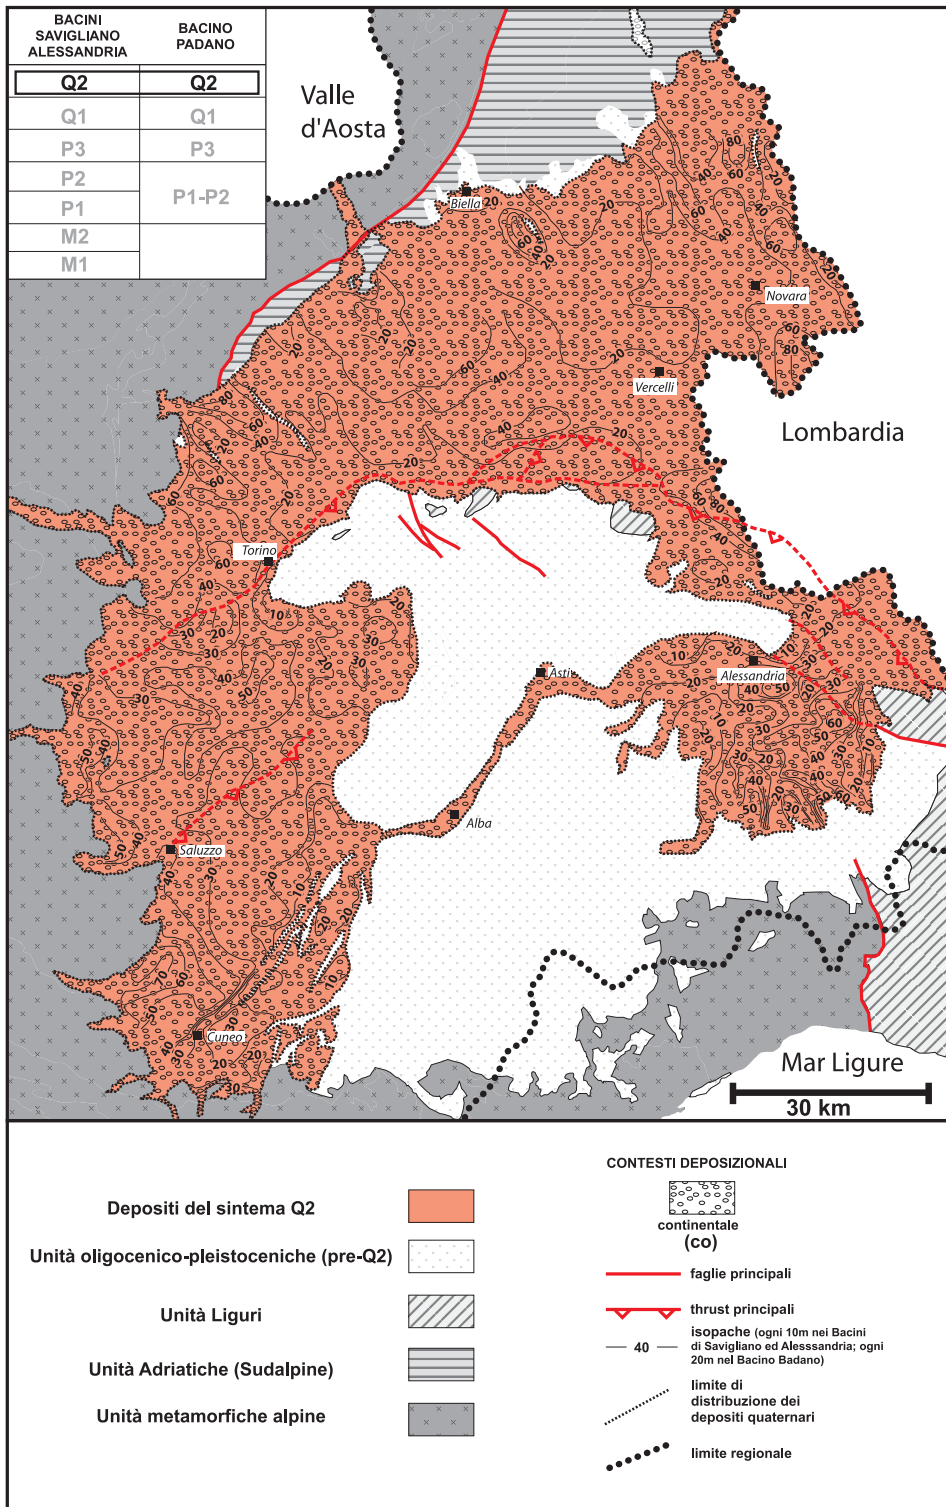 BACINI
SAVIGLIANO
ALESSANDRIA
BACINO
PADANO
Q2
Q2
Q1
Q1
P3
P3
P2
P1
P1-P2
M2
M1
Valle
d'Aosta
Biella
Novara
Vercelli
Lombardia
Torino
Asti
Alessandria
Alba
Saluzzo
Cuneo
Mar Ligure
30 km
Depositi del sintema Q2
Unità oligocenico-pleistoceniche (pre-Q2)
Unità Liguri
Unità Adriatiche (Sudalpine)
Unità metamorfiche alpine
CONTESTI DEPOSIZIONALI
continentale
(co)
faglie principali
thrust principali
40
isopache (ogni 10m nei Bacini
di Savigliano ed Alesssandria; ogni
20m nel Bacino Badano)
limite di
distribuzione dei
depositi quaternari
limite regionale